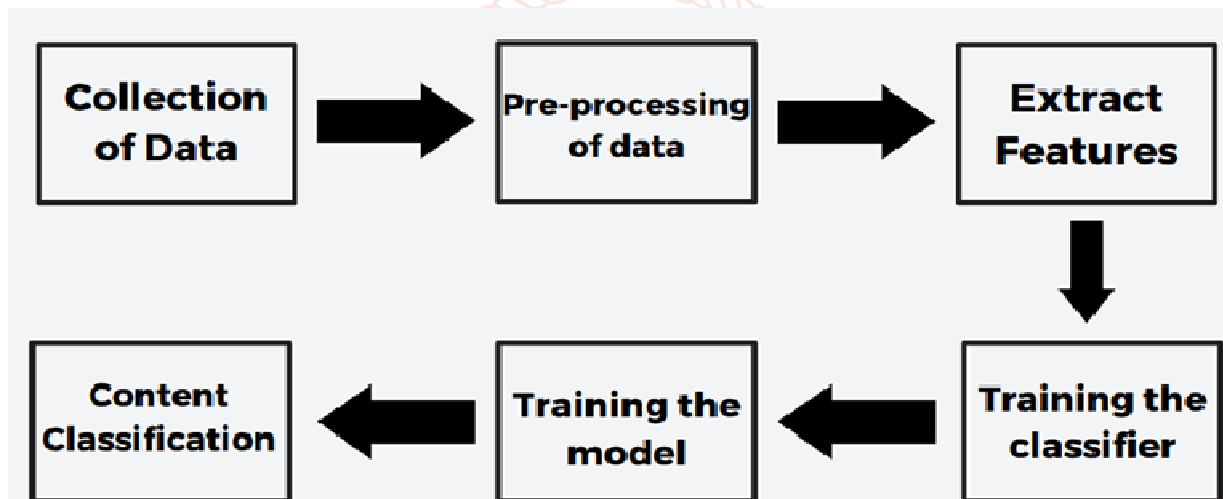 Collection
of Data
Pre-processing
of data
Extract
Features
Training the
classifier
Training the
model
Content
Classification